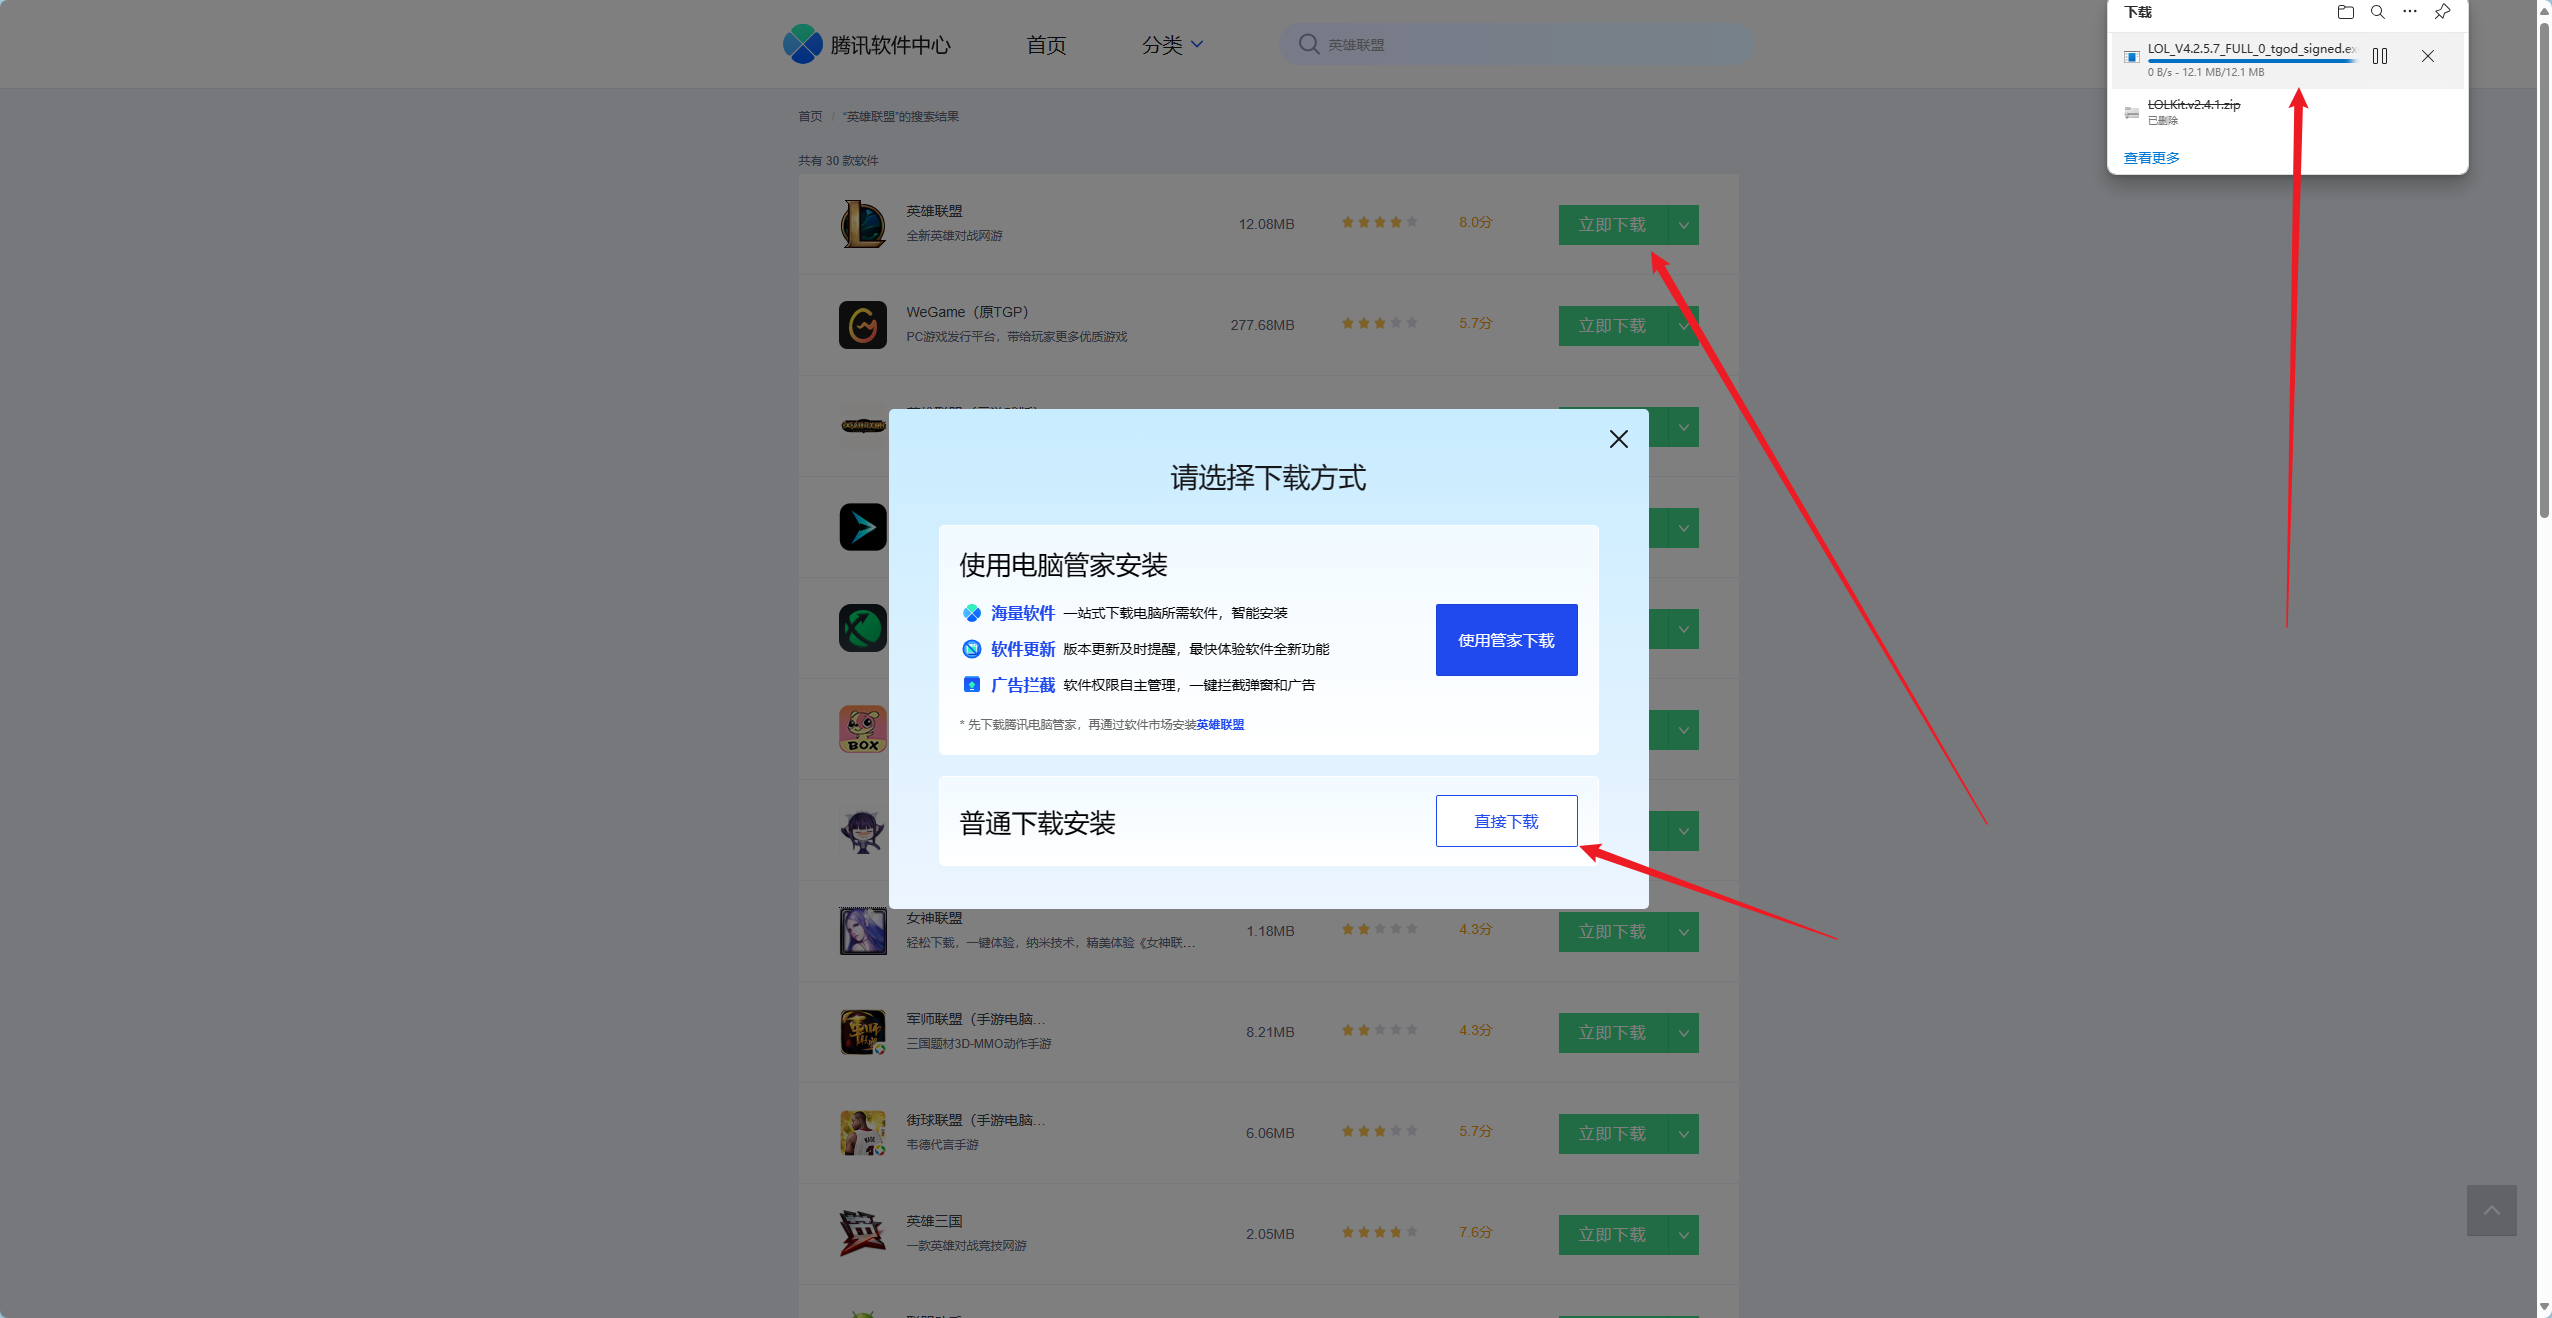 腾讯软件中心
首页
分类
英雄联盟
下载
LOL_V4.2.5.7_FULL_0_tgod_signed.ex
0 B/s - 12.1 MB/12.1 MB
LOLKit.v2.4.1.zip
已删除
查看更多
首页 / “英雄联盟”的搜索结果
共有 30 款软件
英雄联盟
全新英雄对战网游
12.08MB
8.0分
立即下载
WeGame（原TGP）
PC游戏发行平台，带给玩家更多优质游戏
277.68MB
5.7分
立即下载
请选择下载方式
使用电脑管家安装
海量软件 一站式下载电脑所需软件，智能安装
软件更新 版本更新及时提醒，最快体验软件全新功能
广告拦截 软件权限自主管理，一键拦截弹窗和广告
* 先下载腾讯电脑管家，再通过软件市场安装英雄联盟
使用管家下载
普通下载安装
直接下载
BOX
女神联盟
轻松下载，一键体验，纳米技术，精美体验《女神联...
1.18MB
4.3分
立即下载
军师联盟（手游电脑...
三国题材3D-MMO动作手游
8.21MB
4.3分
立即下载
街球联盟（手游电脑...
韦德代言手游
6.06MB
5.7分
立即下载
英雄三国
一款英雄对战竞技网游
2.05MB
7.6分
立即下载